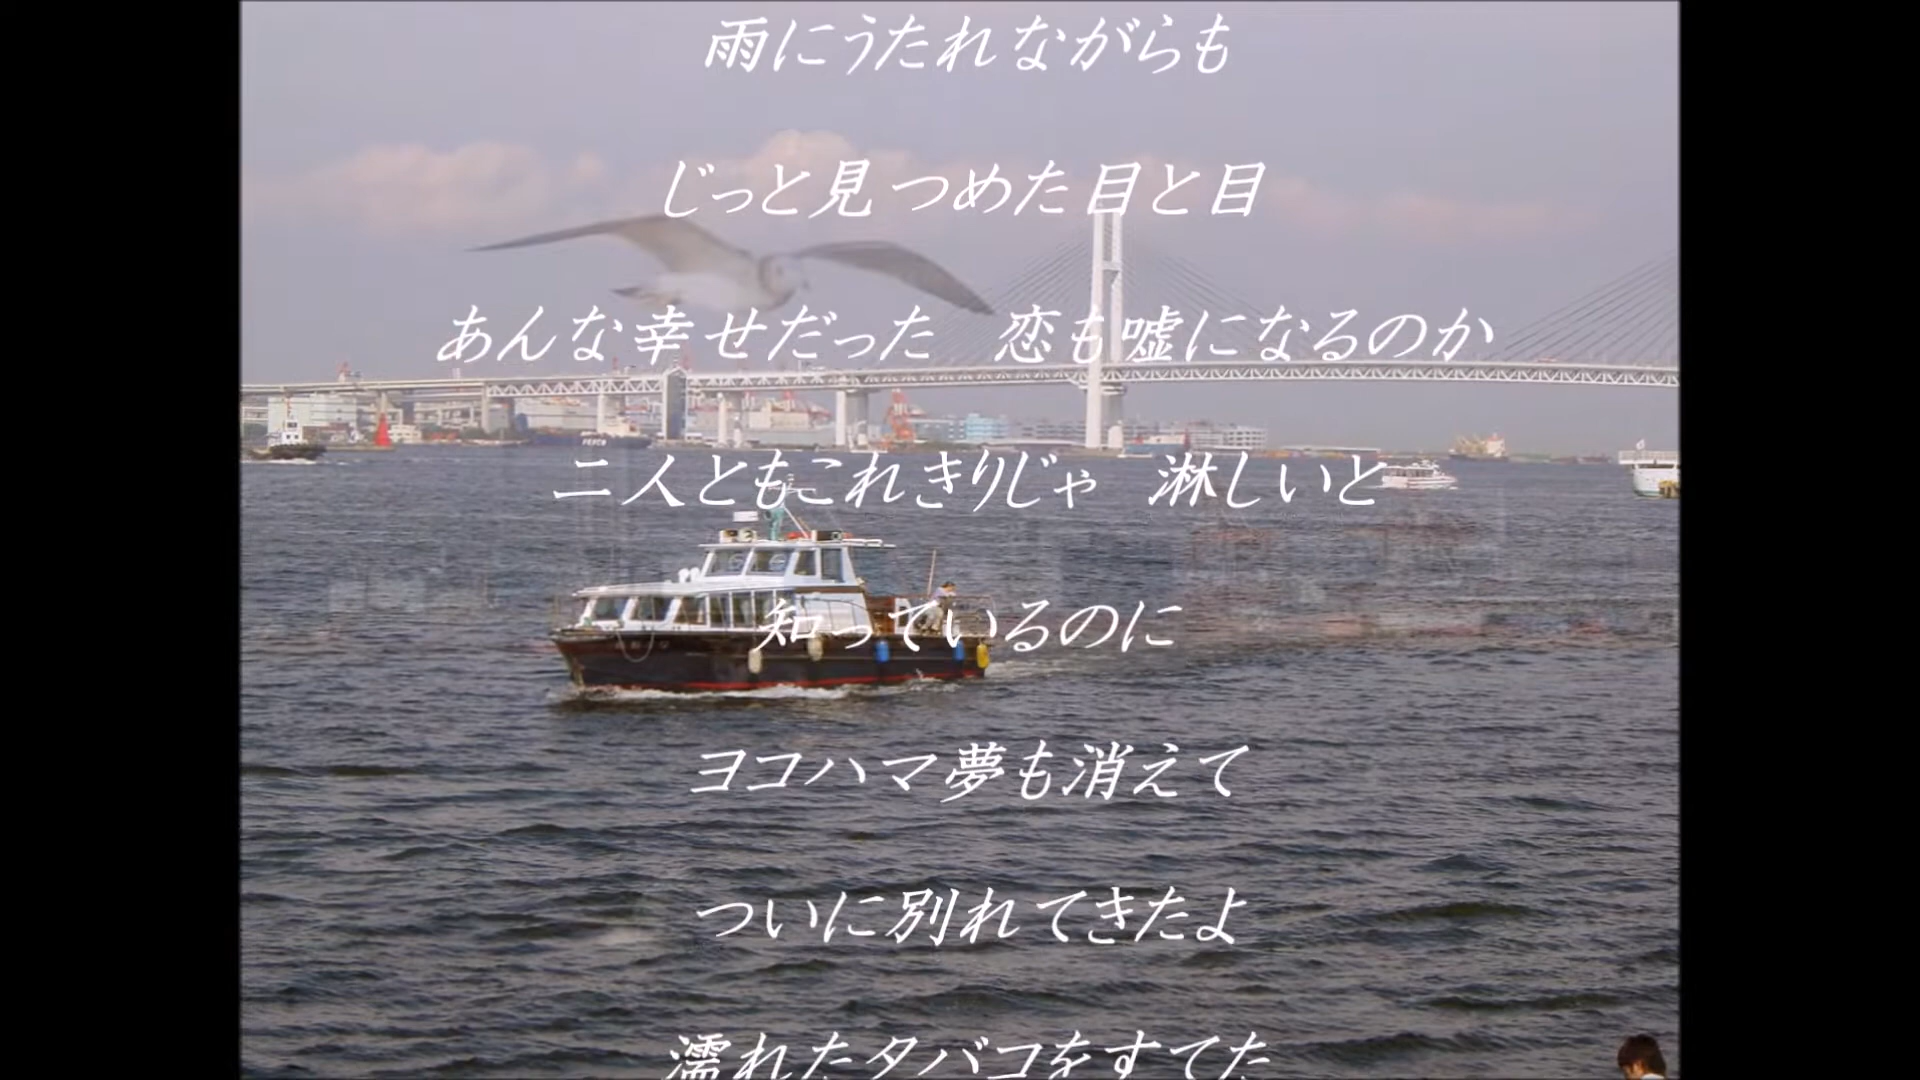 雨にうたれながらも
じっと見つめた目と目
あんな幸せだった　恋も嘘になるのか
二人ともこれきりじゃ　淋しいと
知っているのに
ヨコハマ夢も消えて
ついに別れてきたよ
濡れたタバコをすてた